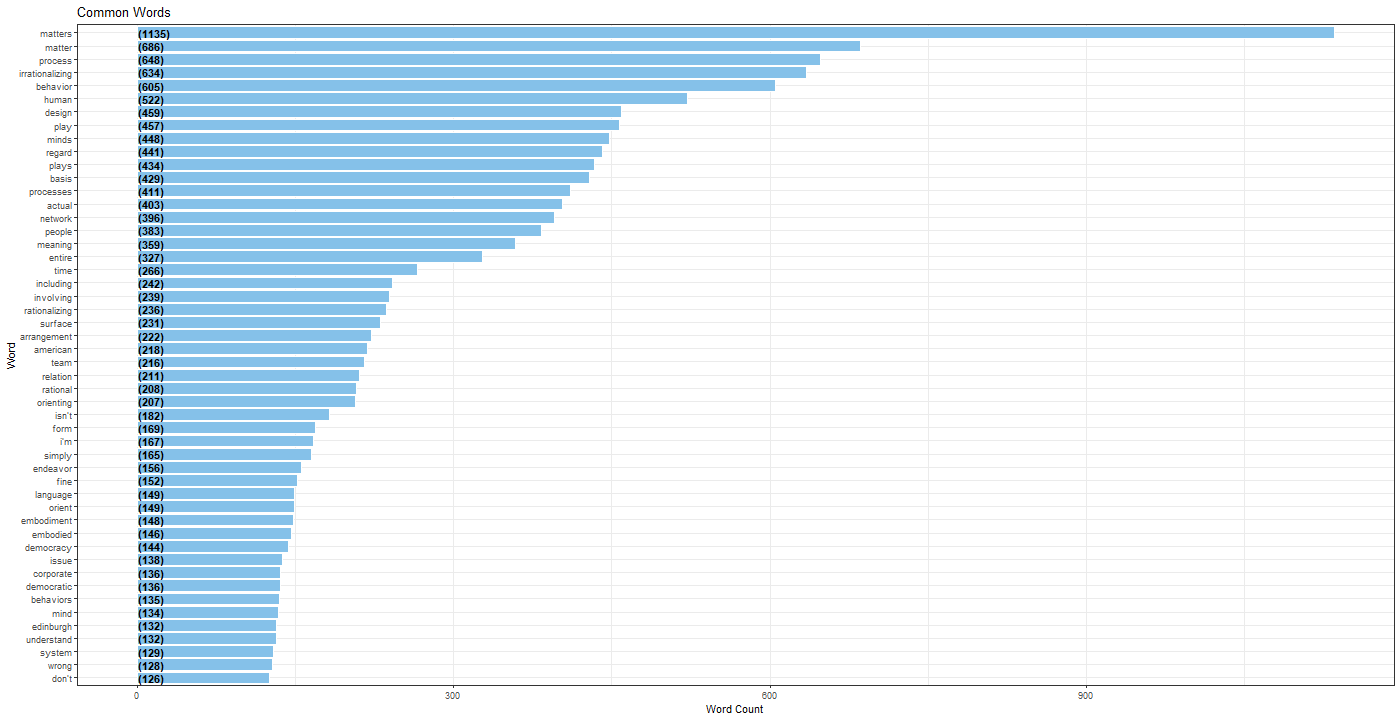 Common Words
matters (1135)
matter (686)
process (648)
irrationalizing (634)
behavior (605)
human (522)
design (459)
play (457)
minds (448)
regard (441)
plays (434)
basis (429)
processes (411)
actual (403)
network (396)
people (383)
meaning (359)
entire (327)
time (266)
including (242)
involving (239)
rationalizing (236)
surface (231)
arrangement (222)
american (218)
team (216)
relation (211)
rational (208)
orienting (207)
isn't (182)
form (169)
i'm (167)
simply (165)
endeavor (156)
fine (152)
language (149)
orient (149)
embodiment (148)
embodied (146)
democracy (144)
issue (138)
corporate (136)
democratic (136)
behaviors (135)
mind (134)
edinburgh (132)
understand (132)
system (129)
wrong (128)
don't (126)
Word
0 300 600 900
Word Count